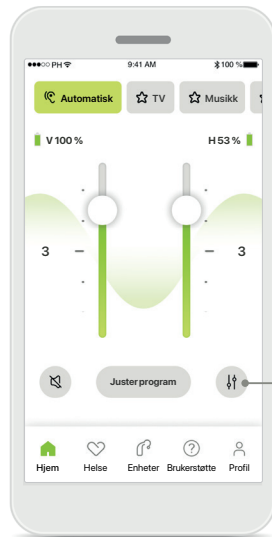 PH 9:41 AM 100 %
Automatisk TV Musikk
V 100 % H 53 %
3 3
Juster program
Hjem Helse Enheter Brukerstøtte Profil